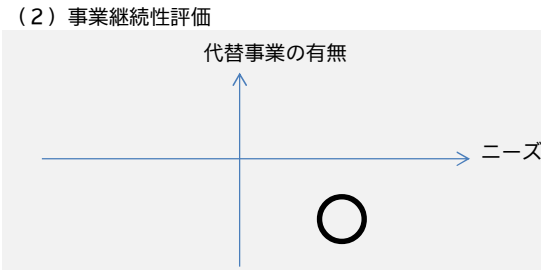 （２）事業継続性評価
代替事業の有無
ニーズ